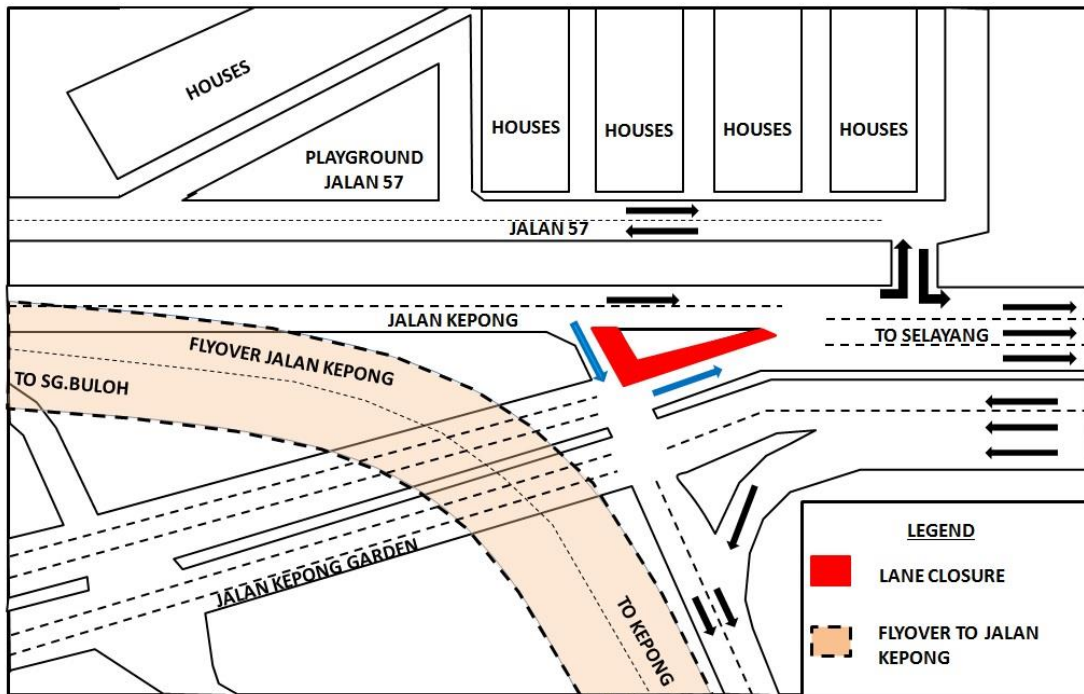 HOUSES
HOUSES
HOUSES
HOUSES
HOUSES
PLAYGROUND
JALAN 57
JALAN 57
JALAN KEPONG
TO SELAYANG
FLYOVER JALAN KEPONG
TO SG.BULOH
JALAN KEPONG GARDEN
TO KEPONG
LEGEND
LANE CLOSURE
FLYOVER TO JALAN
KEPONG